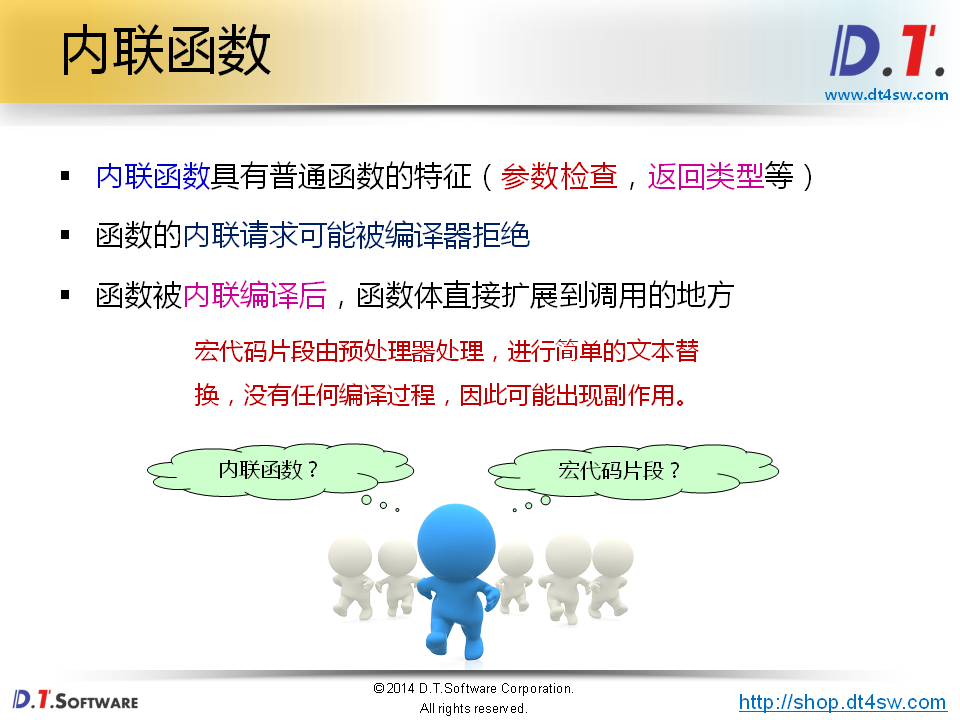 内联函数
D.T.
www.dt4sw.com
▪ 内联函数具有普通函数的特征（参数检查，返回类型等）
▪ 函数的内联请求可能被编译器拒绝
▪ 函数被内联编译后，函数体直接扩展到调用的地方
宏代码片段由预处理器处理，进行简单的文本替
换，没有任何编译过程，因此可能出现副作用。
内联函数？
宏代码片段？
D.T.SOFTWARE
©2014 D.T.Software Corporation.
All rights reserved.
http://shop.dt4sw.com